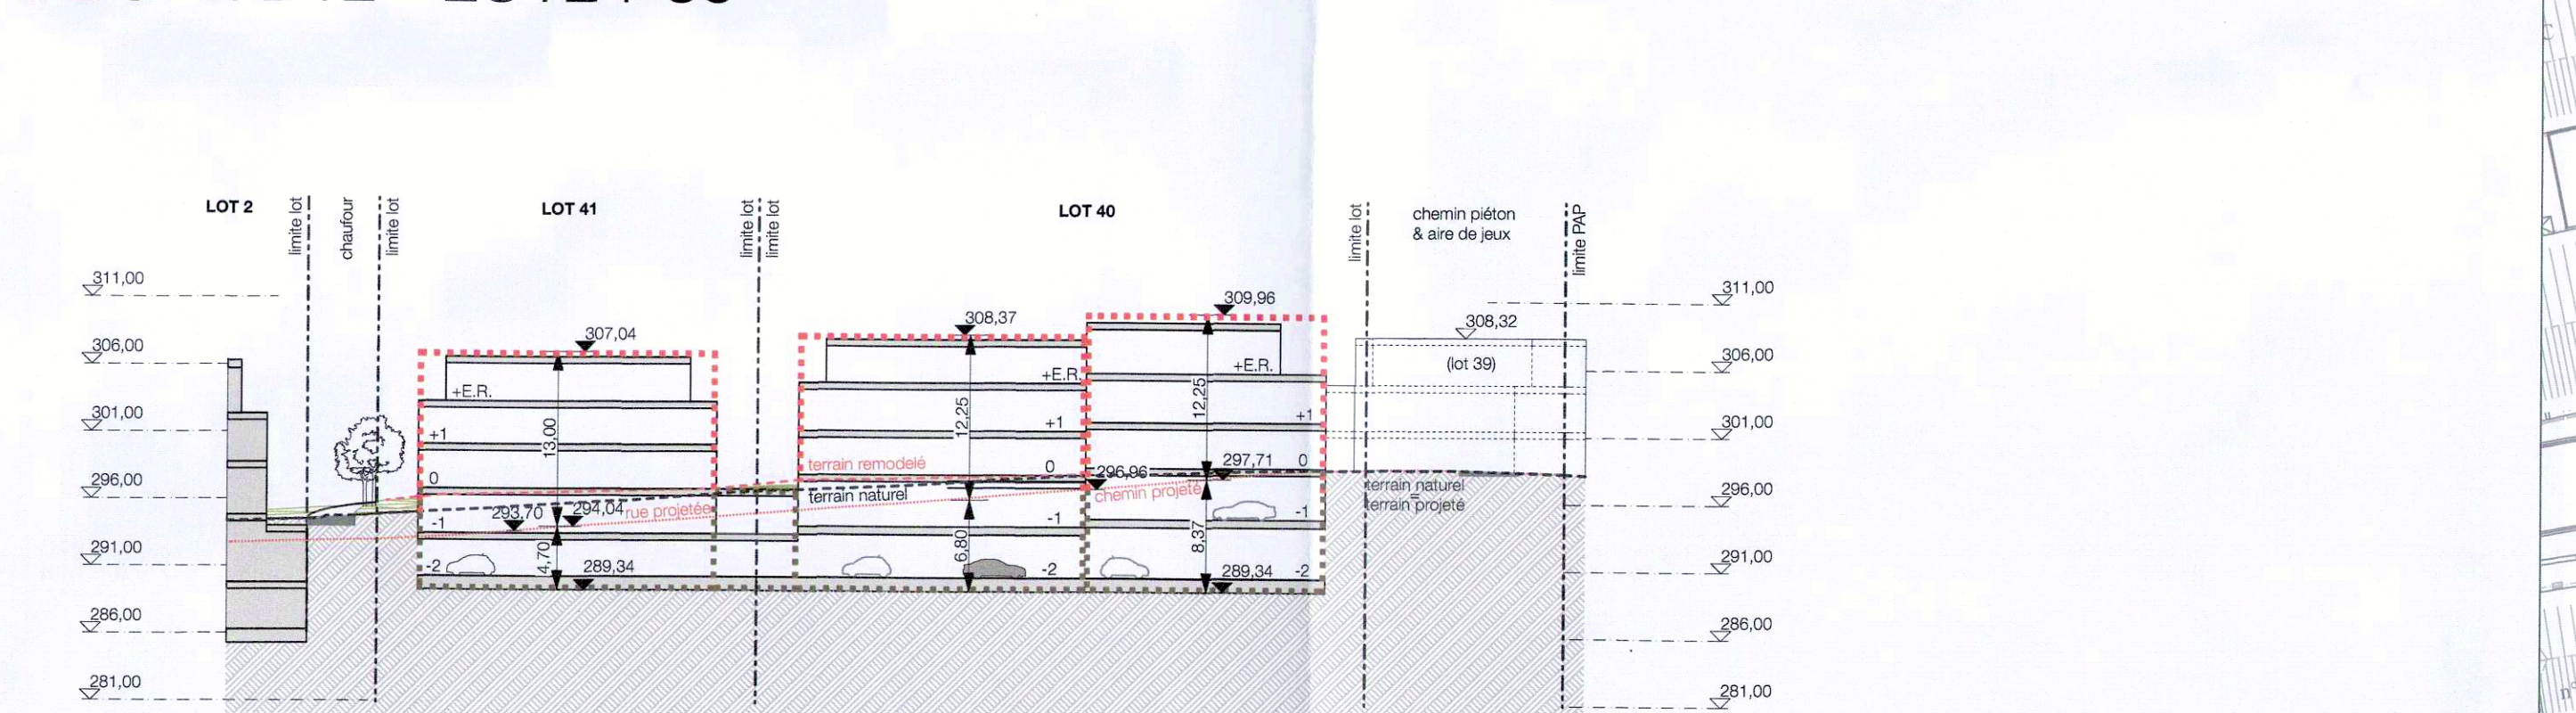 LOT 2
LOT 41
LOT 40
limite lot
chaufour
limite lot
limite lot
limite lot
limite lot
chemin piéton
& aire de jeux
limite PAP
311,00
306,00
301,00
296,00
291,00
286,00
281,00
307,04
+E.R.
+1
0
-1
-2
13,00
293,70
294,04
rue projetée
4,70
289,34
308,37
+E.R.
12,25
+1
terrain remodelé
0
terrain naturel
-1
6,80
-2
309,96
+E.R.
12,25
+1
297,71
0
296,96
chemin projeté
-1
8,37
289,34
-2
308,32
(lot 39)
terrain naturel
=
terrain projeté
311,00
306,00
301,00
296,00
291,00
286,00
281,00